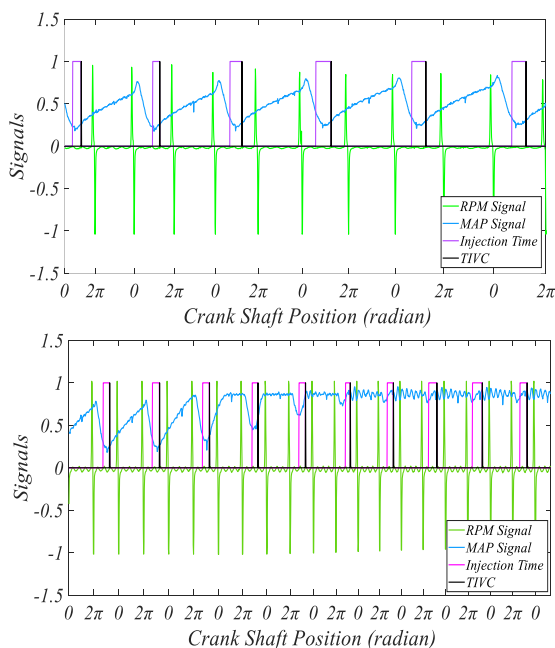 1.5
1
0.5
0
-0.5
-1
-1.5
Signals
RPM Signal
MAP Signal
Injection Time
TIVC
0 2π 0 2π 0 2π 0 2π 0 2π 0 2π
Crank Shaft Position (radian)
1.5
1
0.5
0
-0.5
-1
-1.5
Signals
RPM Signal
MAP Signal
Injection Time
TIVC
0 2π 0 2π 0 2π 0 2π 0 2π 0 2π 0 2π 0 2π 0 2π 0
Crank Shaft Position (radian)